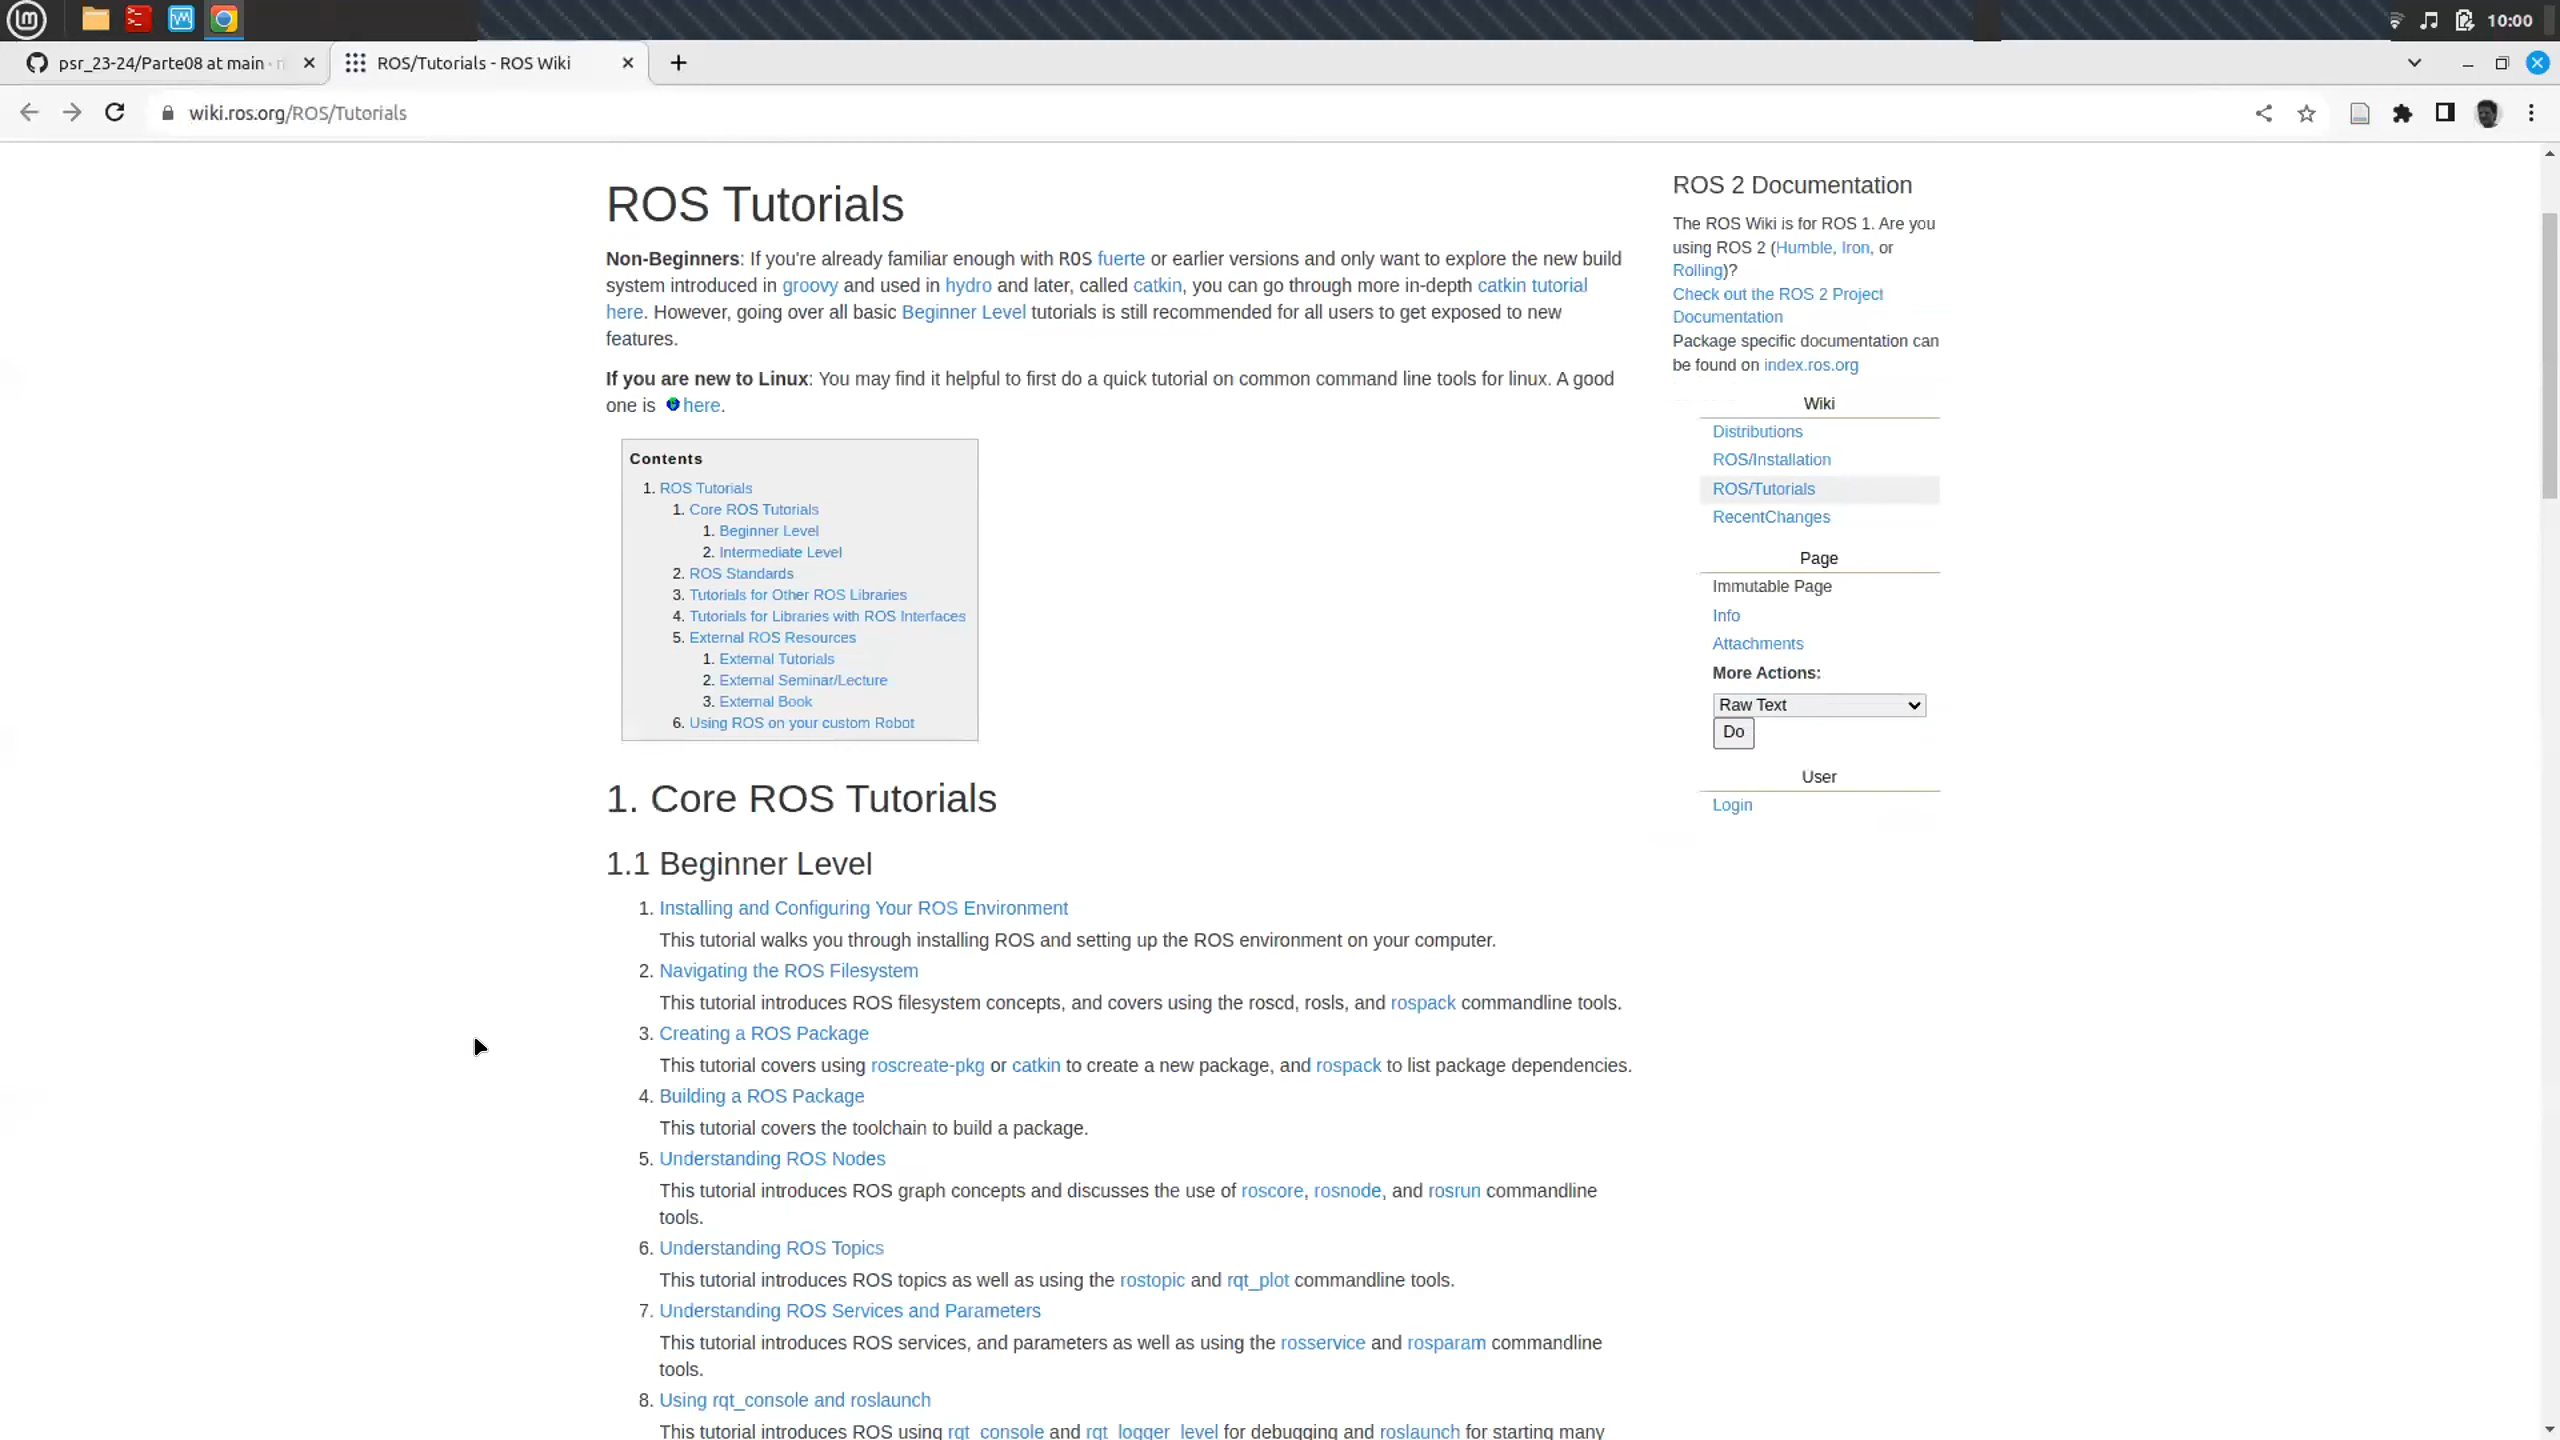 10:00
psr_23-24/Parte08 at main ·
ROS/Tutorials - ROS Wiki
wiki.ros.org/ROS/Tutorials
ROS Tutorials
Non-Beginners: If you're already familiar enough with ROS fuerte or earlier versions and only want to explore the new build
system introduced in groovy and used in hydro and later, called catkin, you can go through more in-depth catkin tutorial
here. However, going over all basic Beginner Level tutorials is still recommended for all users to get exposed to new
features.
If you are new to Linux: You may find it helpful to first do a quick tutorial on common command line tools for linux. A good
one is here.
Contents
1. ROS Tutorials
1. Core ROS Tutorials
1. Beginner Level
2. Intermediate Level
2. ROS Standards
3. Tutorials for Other ROS Libraries
4. Tutorials for Libraries with ROS Interfaces
5. External ROS Resources
1. External Tutorials
2. External Seminar/Lecture
3. External Book
6. Using ROS on your custom Robot
1. Core ROS Tutorials
1.1 Beginner Level
1. Installing and Configuring Your ROS Environment
This tutorial walks you through installing ROS and setting up the ROS environment on your computer.
2. Navigating the ROS Filesystem
This tutorial introduces ROS filesystem concepts, and covers using the roscd, rosls, and rospack commandline tools.
3. Creating a ROS Package
This tutorial covers using roscreate-pkg or catkin to create a new package, and rospack to list package dependencies.
4. Building a ROS Package
This tutorial covers the toolchain to build a package.
5. Understanding ROS Nodes
This tutorial introduces ROS graph concepts and discusses the use of roscore, rosnode, and rosrun commandline
tools.
6. Understanding ROS Topics
This tutorial introduces ROS topics as well as using the rostopic and rqt_plot commandline tools.
7. Understanding ROS Services and Parameters
This tutorial introduces ROS services, and parameters as well as using the rosservice and rosparam commandline
tools.
8. Using rqt_console and roslaunch
This tutorial introduces ROS using rqt_console and rqt_logger_level for debugging and roslaunch for starting many
ROS 2 Documentation
The ROS Wiki is for ROS 1. Are you
using ROS 2 (Humble, Iron, or
Rolling)?
Check out the ROS 2 Project
Documentation
Package specific documentation can
be found on index.ros.org
Wiki
Distributions
ROS/Installation
ROS/Tutorials
RecentChanges
Page
Immutable Page
Info
Attachments
More Actions:
Raw Text
Do
User
Login